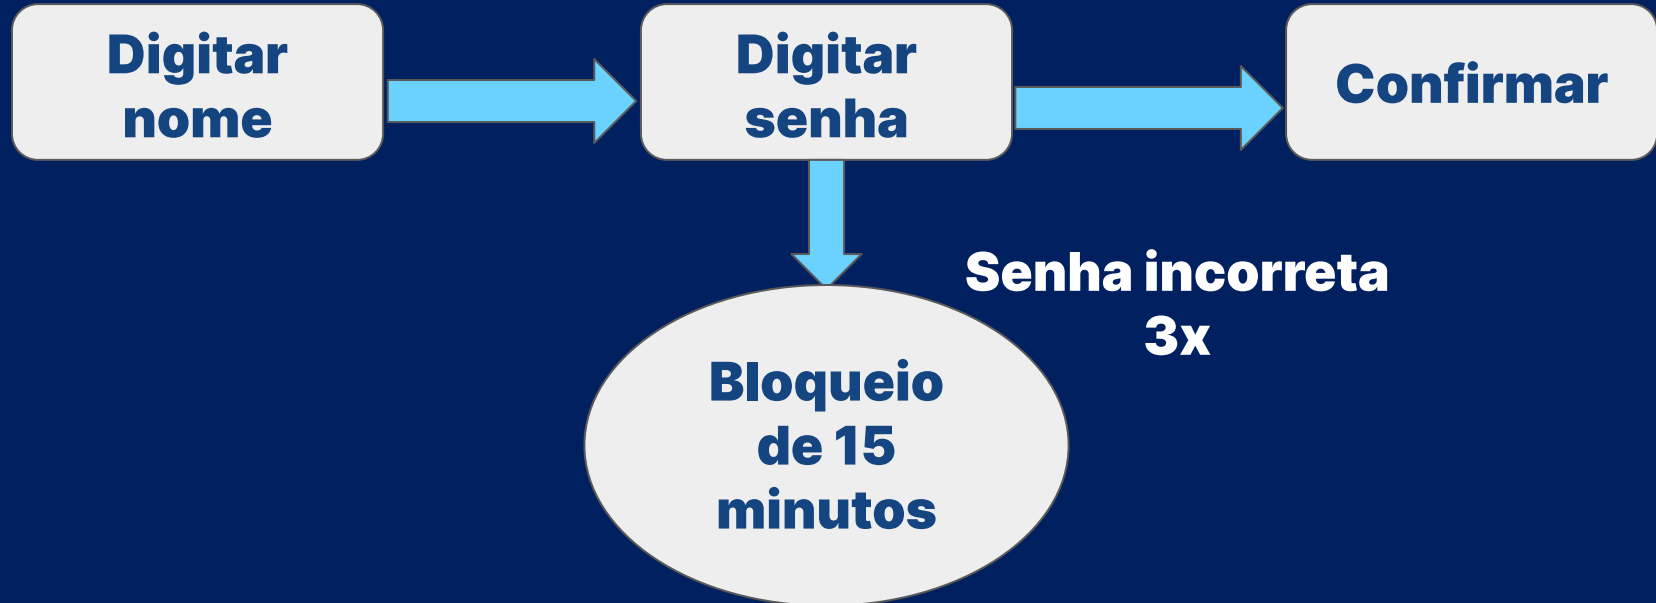 Digitar
nome
Digitar
senha
Confirmar
Senha incorreta
3x
Bloqueio
de 15
minutos